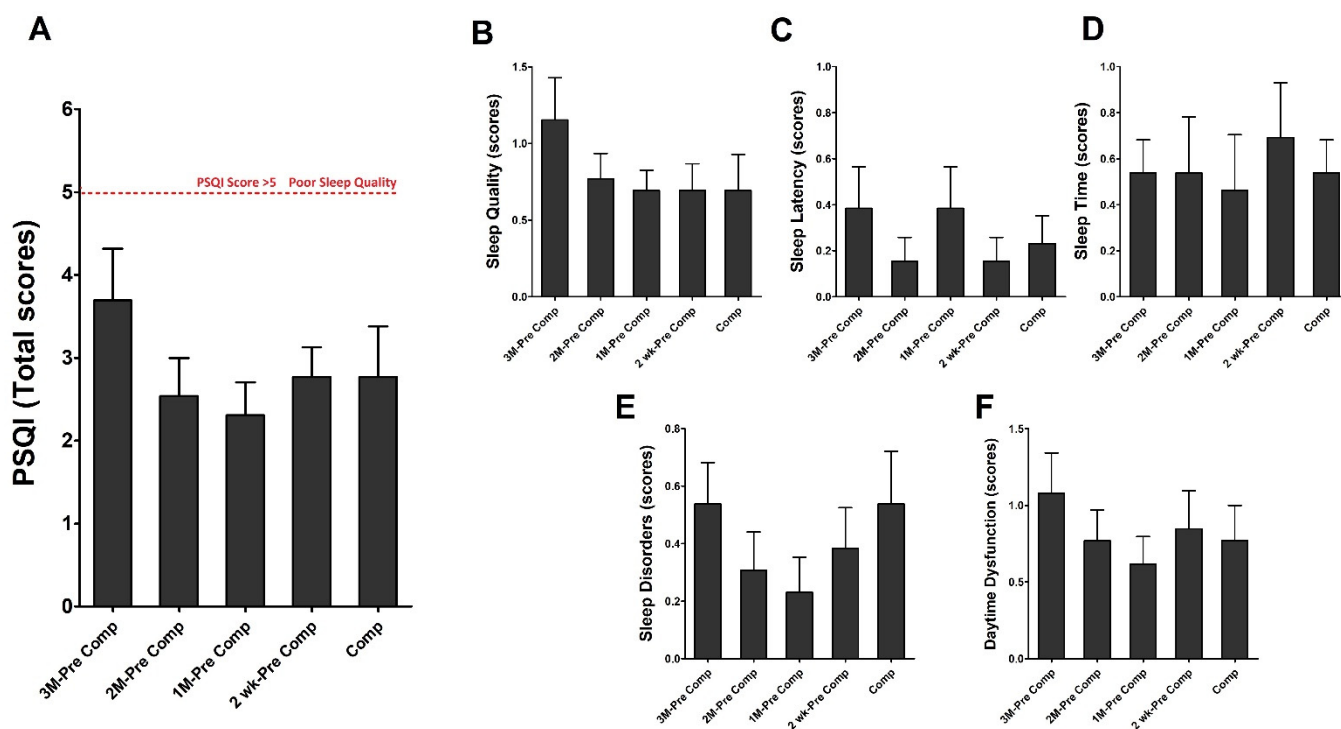 A
PSQI (Total scores)
6
5
4
3
2
1
0
PSQI Score >5 Poor Sleep Quality
3M-Pre Comp
2M-Pre Comp
1M-Pre Comp
2 wk-Pre Comp
Comp
B
Sleep Quality (scores)
1.5
1.0
0.5
0.0
3M-Pre Comp
2M-Pre Comp
1M-Pre Comp
2 wk-Pre Comp
Comp
C
Sleep Latency (scores)
1.0
0.8
0.6
0.4
0.2
0.0
3M-Pre Comp
2M-Pre Comp
1M-Pre Comp
2 wk-Pre Comp
Comp
D
Sleep Time (scores)
1.0
0.8
0.6
0.4
0.2
0.0
3M-Pre Comp
2M-Pre Comp
1M-Pre Comp
2 wk-Pre Comp
Comp
E
Sleep Disorders (scores)
0.8
0.6
0.4
0.2
0.0
3M-Pre Comp
2M-Pre Comp
1M-Pre Comp
2 wk-Pre Comp
Comp
F
Daytime Dysfunction (scores)
1.5
1.0
0.5
0.0
3M-Pre Comp
2M-Pre Comp
1M-Pre Comp
2 wk-Pre Comp
Comp